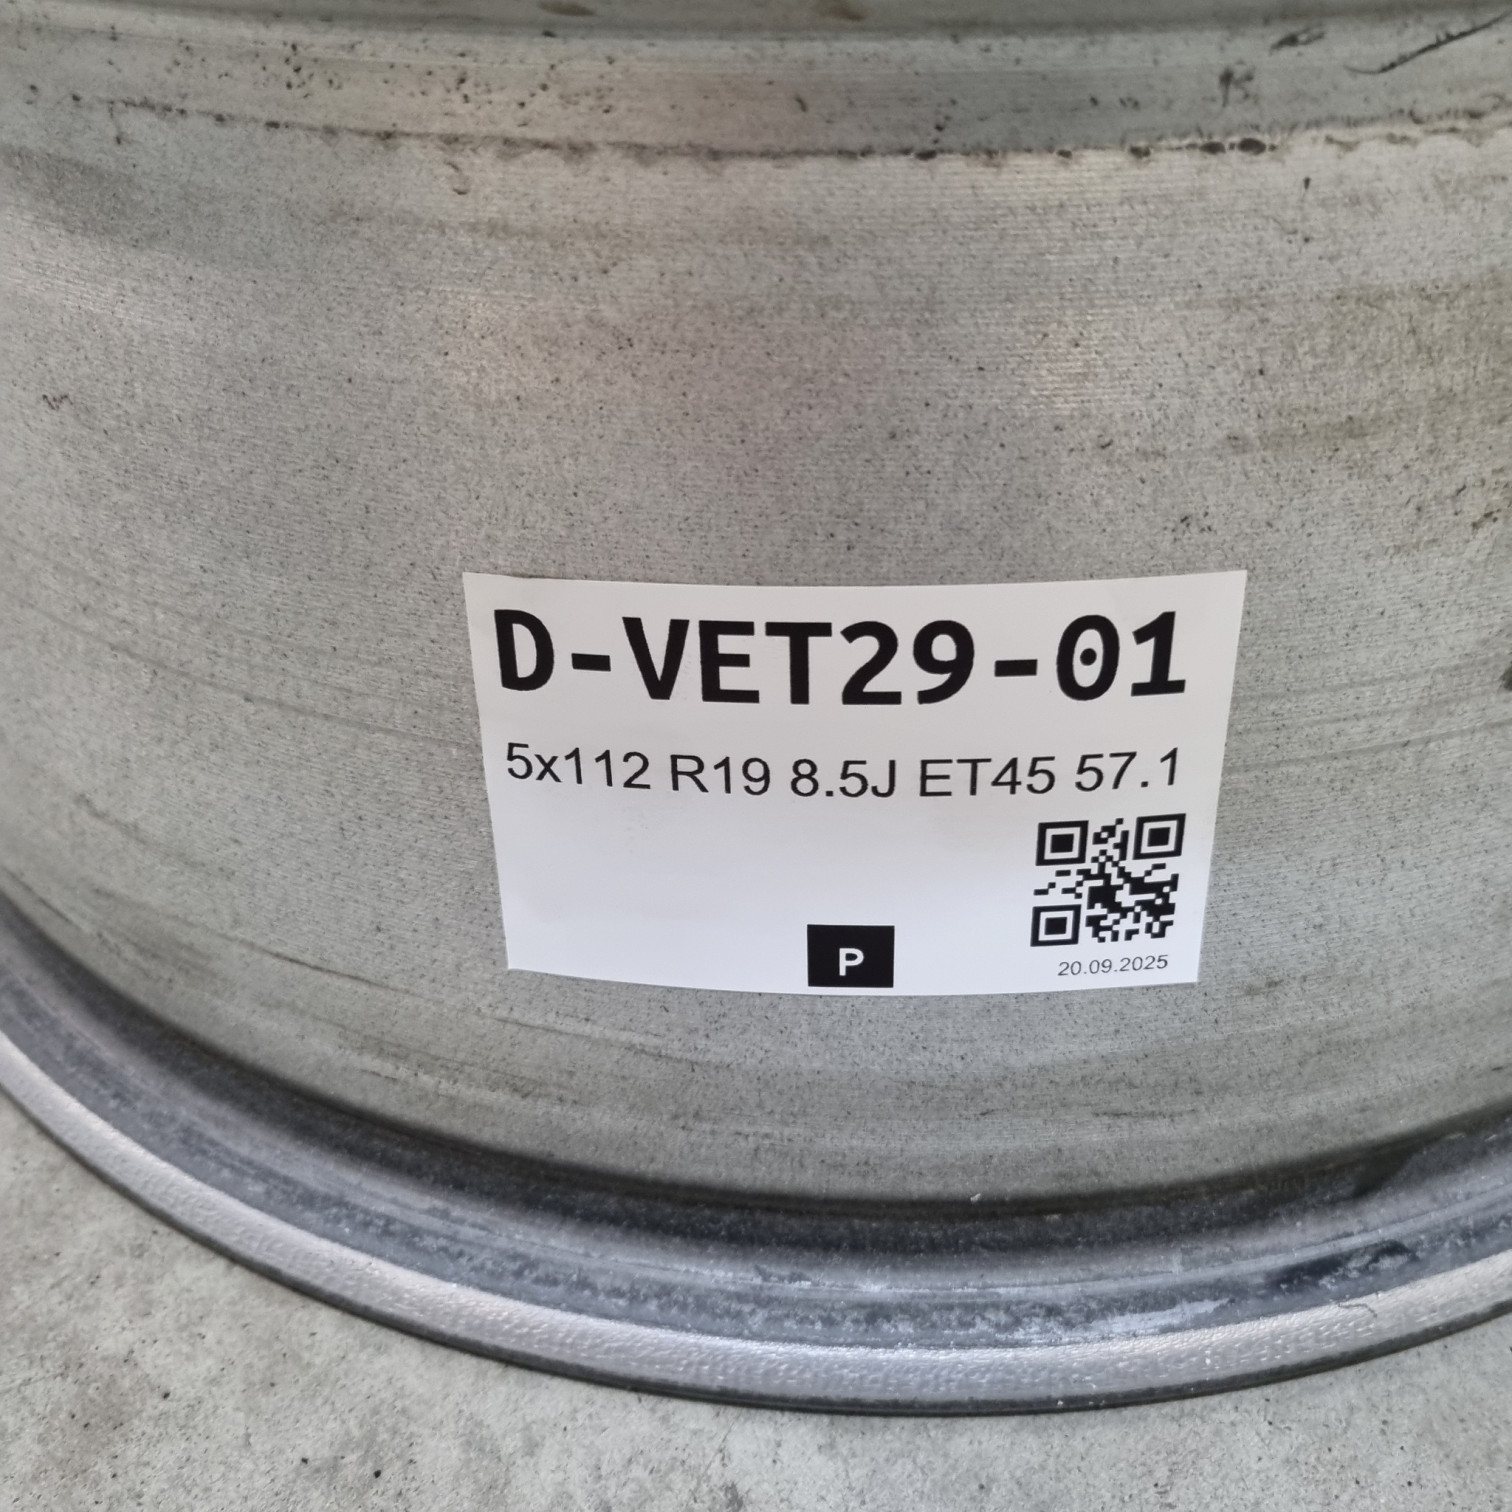 D-VET29-01
5x112 R19 8.5J ET45 57.1
P
20.09.2025